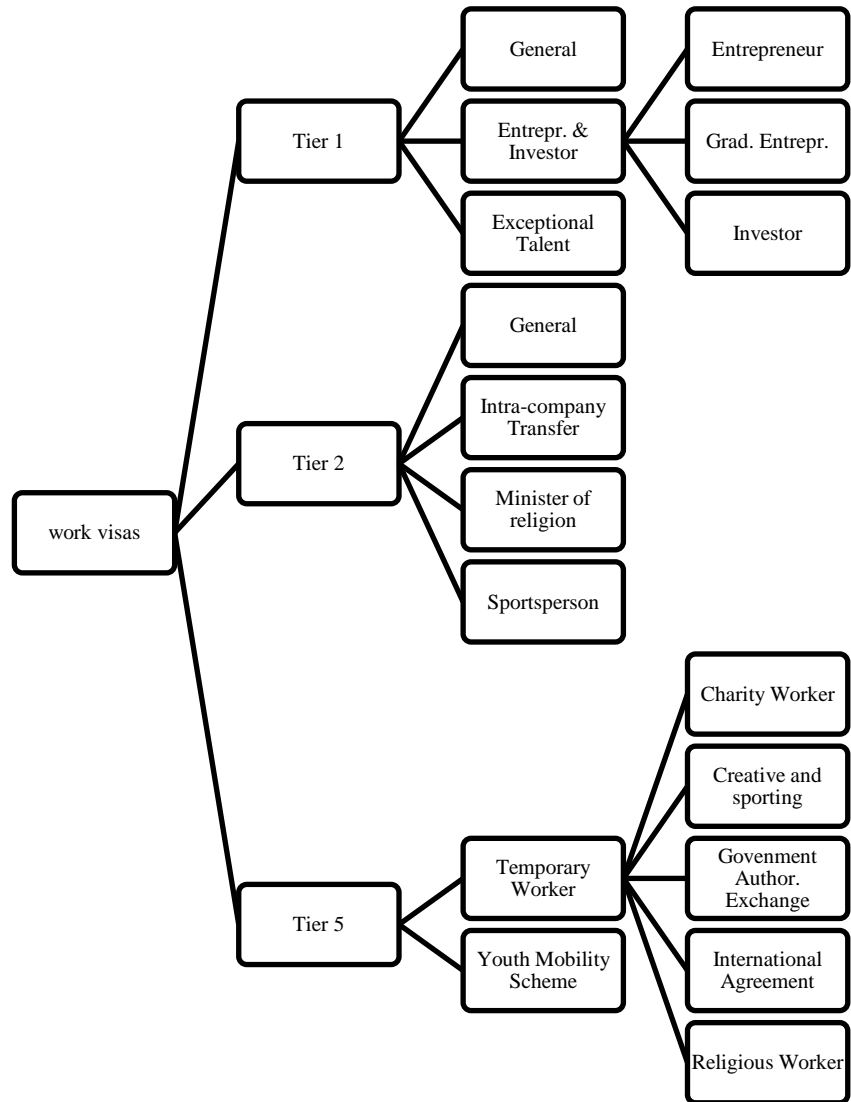 work visas
Tier 1
General
Entrepr. &
Investor
Entrepreneur
Grad. Entrepr.
Investor
Exceptional
Talent
Tier 2
General
Intra-company
Transfer
Minister of
religion
Sportsperson
Tier 5
Temporary
Worker
Charity Worker
Creative and
sporting
Govenment
Author.
Exchange
International
Agreement
Religious Worker
Youth Mobility
Scheme